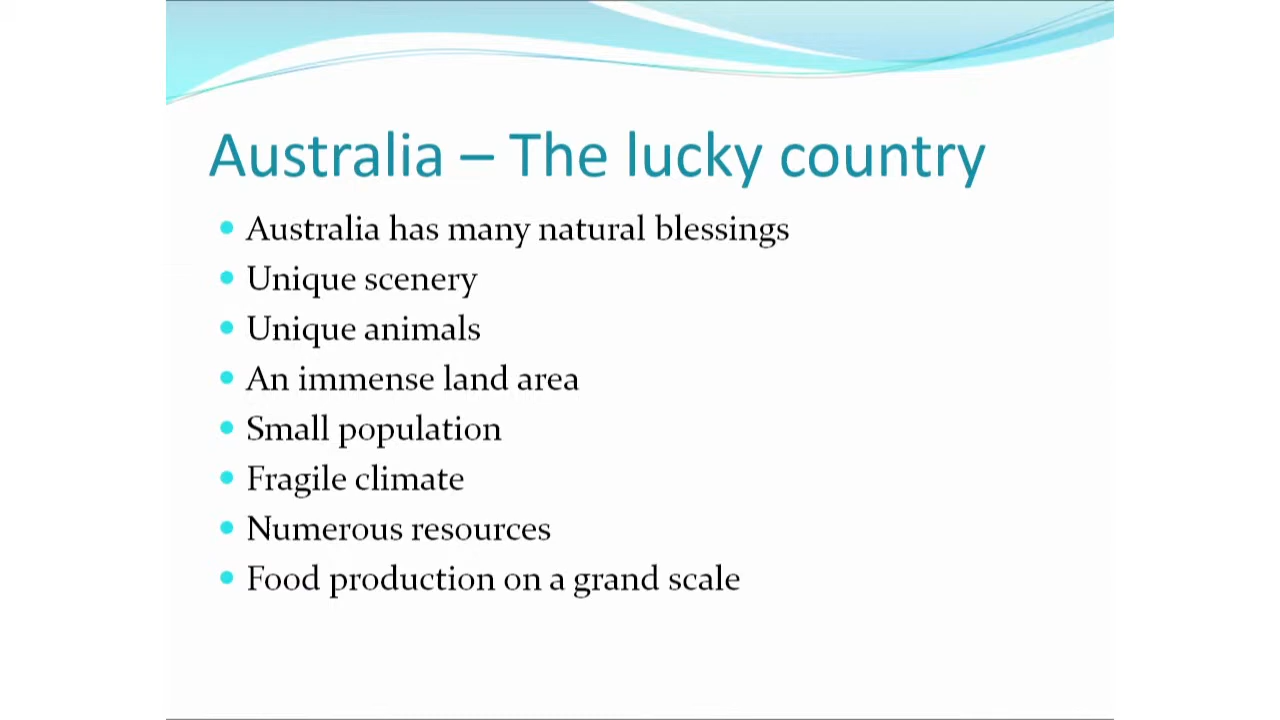 Australia – The lucky country
Australia has many natural blessings
Unique scenery
Unique animals
An immense land area
Small population
Fragile climate
Numerous resources
Food production on a grand scale